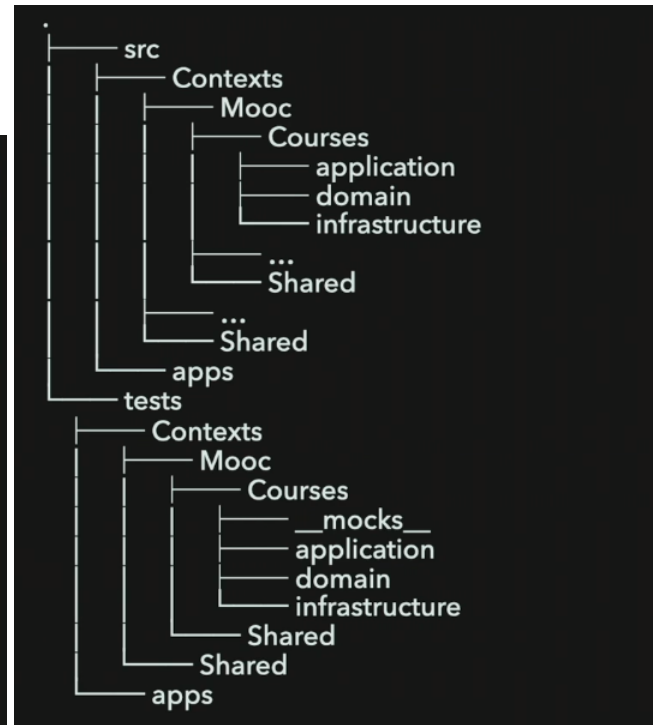 .
src
Contexts
Mooc
Courses
application
domain
infrastructure
...
Shared
...
Shared
apps
tests
Contexts
Mooc
Courses
__mocks__
application
domain
infrastructure
Shared
Shared
apps